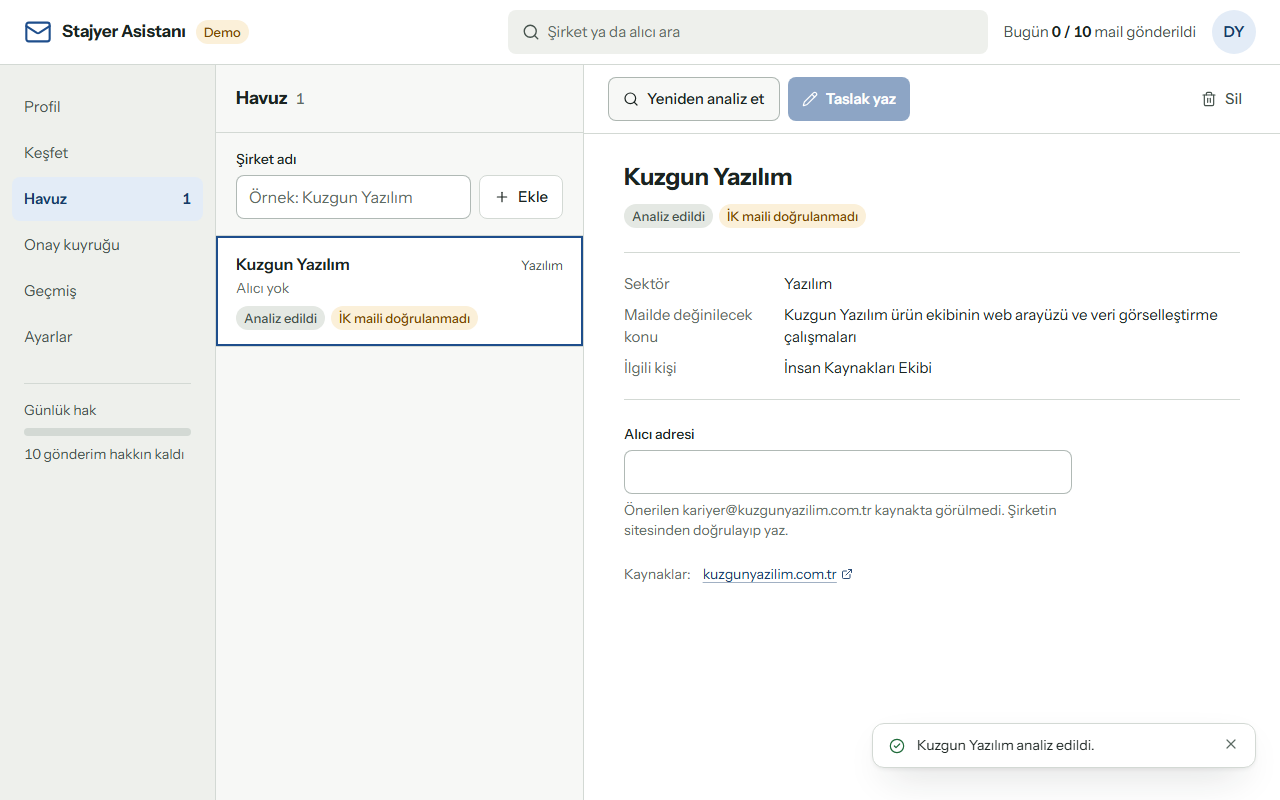 Stajyer Asistanı
Demo
Şirket ya da alıcı ara
Bugün 0 / 10 mail gönderildi
DY
Profil
Keşfet
Havuz 1
Onay kuyruğu
Geçmiş
Ayarlar
Günlük hak
10 gönderim hakkın kaldı
Havuz 1
Şirket adı
Örnek: Kuzgun Yazılım
Ekle
Kuzgun Yazılım
Yazılım
Alıcı yok
Analiz edildi
İK maili doğrulanmadı
Yeniden analiz et
Taslak yaz
Sil
Kuzgun Yazılım
Analiz edildi
İK maili doğrulanmadı
Sektör
Yazılım
Mailde değinilecek
konu
Kuzgun Yazılım ürün ekibinin web arayüzü ve veri görselleştirme
çalışmaları
İlgili kişi
İnsan Kaynakları Ekibi
Alıcı adresi
Önerilen kariyer@kuzgunyazilim.com.tr kaynakta görülmedi. Şirketin
sitesinden doğrulayıp yaz.
Kaynaklar: kuzgunyazilim.com.tr
Kuzgun Yazılım analiz edildi.